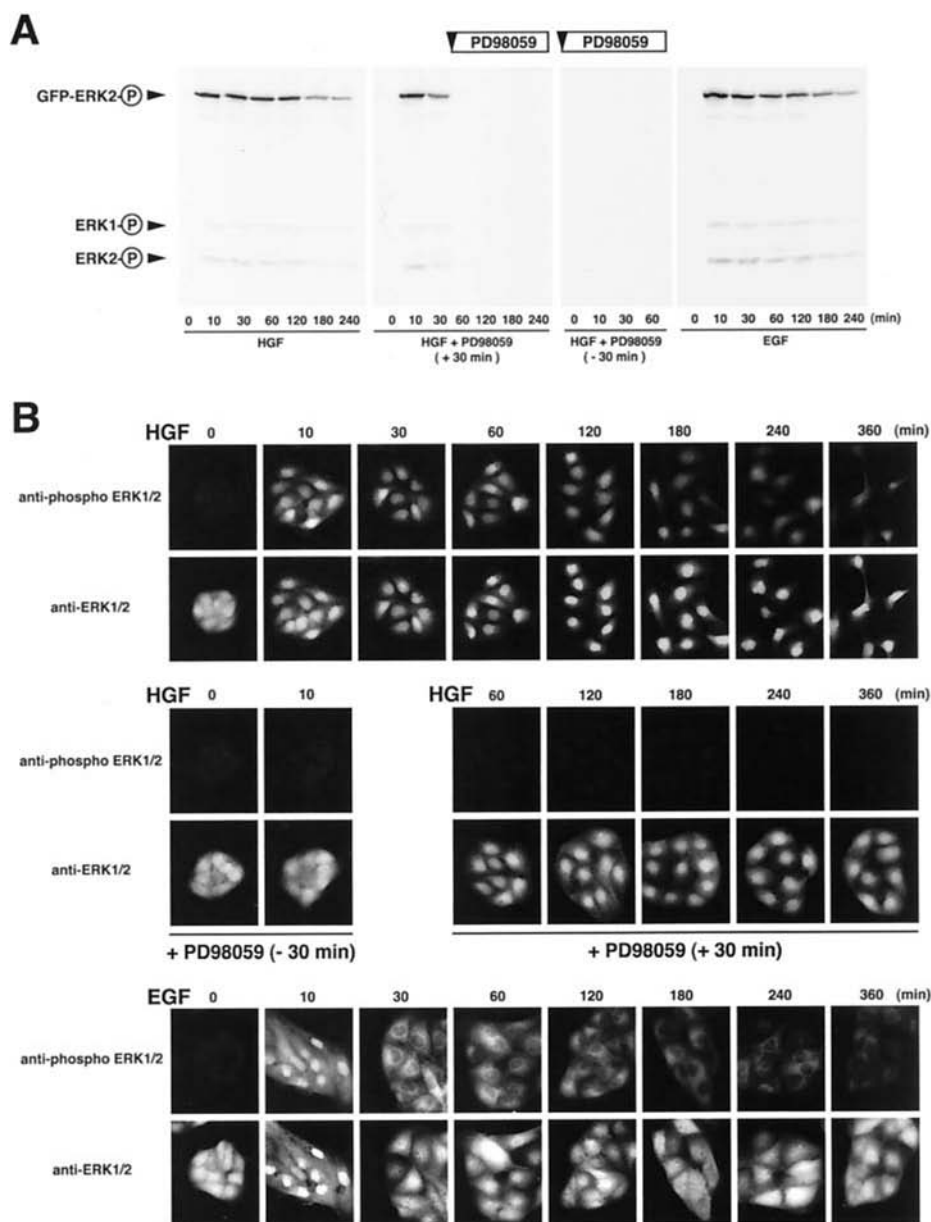 A
PD98059 PD98059
GFP-ERK2-P
ERK1-P
ERK2-P
0 10 30 60 120 180 240 0 10 30 60 120 180 240 0 10 30 60 0 10 30 60 120 180 240 (min)
HGF HGF + PD98059 HGF + PD98059 EGF
( + 30 min ) ( - 30 min )
B
HGF 0 10 30 60 120 180 240 360 (min)
anti-phospho ERK1/2
anti-ERK1/2
HGF 0 10 HGF 60 120 180 240 360 (min)
anti-phospho ERK1/2
anti-ERK1/2
+ PD98059 (- 30 min) + PD98059 (+ 30 min)
EGF 0 10 30 60 120 180 240 360 (min)
anti-phospho ERK1/2
anti-ERK1/2